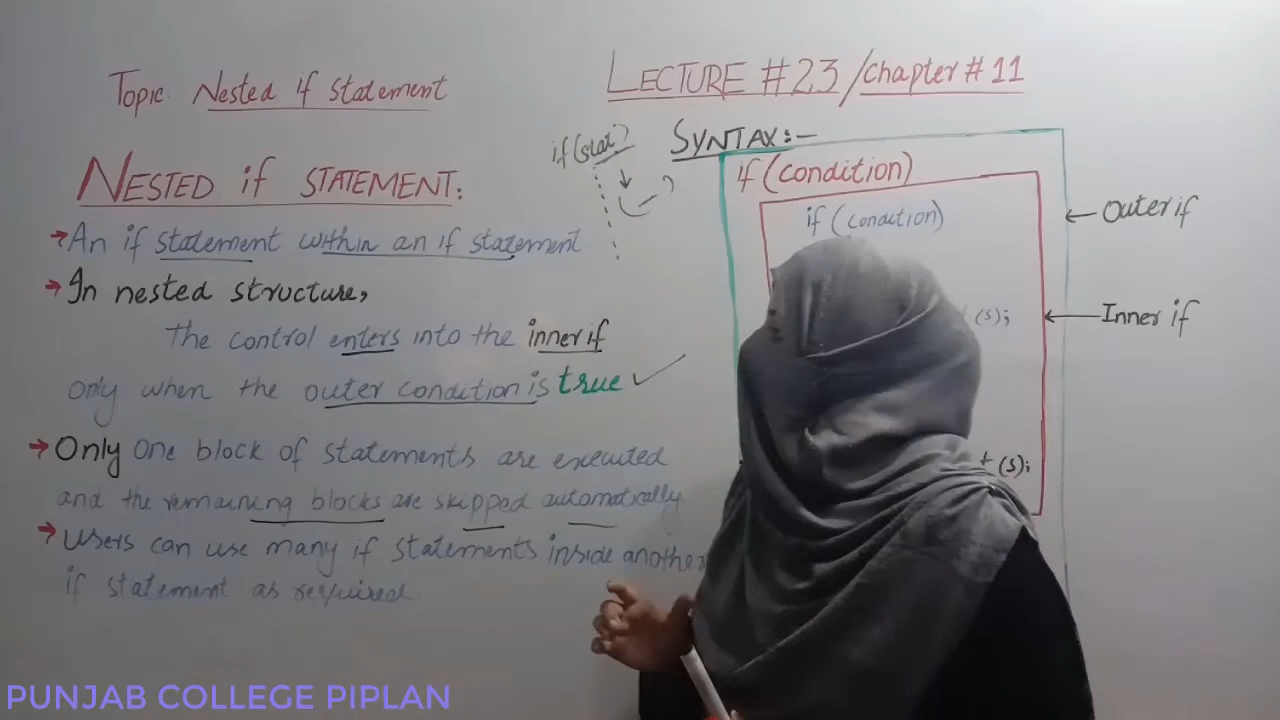 Topic: Nested if statement
LECTURE #23/chapter #11
NESTED if STATEMENT:
→ An if statement within an if statement
→ In nested structure,
the control enters into the inner if
only when the outer condition is true ✓
→ Only one block of statements are executed
and the remaining blocks are skipped automatically
→ Users can use many if statements inside another
if statement as required
if (stat)
SYNTAX:-
if (condition)
if (condition)
(s);
t (s);
← Outer if
← Inner if
PUNJAB COLLEGE PIPLAN